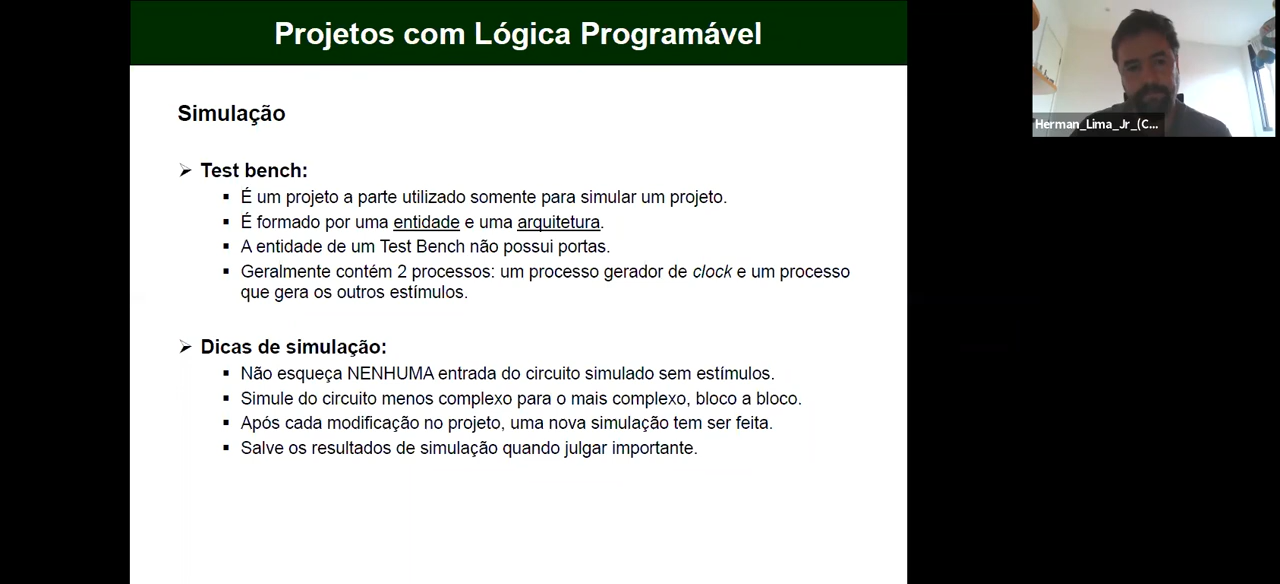 Projetos com Lógica Programável
Herman_Lima_Jr_(C...
Simulação
➢ Test bench:
▪ É um projeto a parte utilizado somente para simular um projeto.
▪ É formado por uma entidade e uma arquitetura.
▪ A entidade de um Test Bench não possui portas.
▪ Geralmente contém 2 processos: um processo gerador de clock e um processo
que gera os outros estímulos.
➢ Dicas de simulação:
▪ Não esqueça NENHUMA entrada do circuito simulado sem estímulos.
▪ Simule do circuito menos complexo para o mais complexo, bloco a bloco.
▪ Após cada modificação no projeto, uma nova simulação tem ser feita.
▪ Salve os resultados de simulação quando julgar importante.